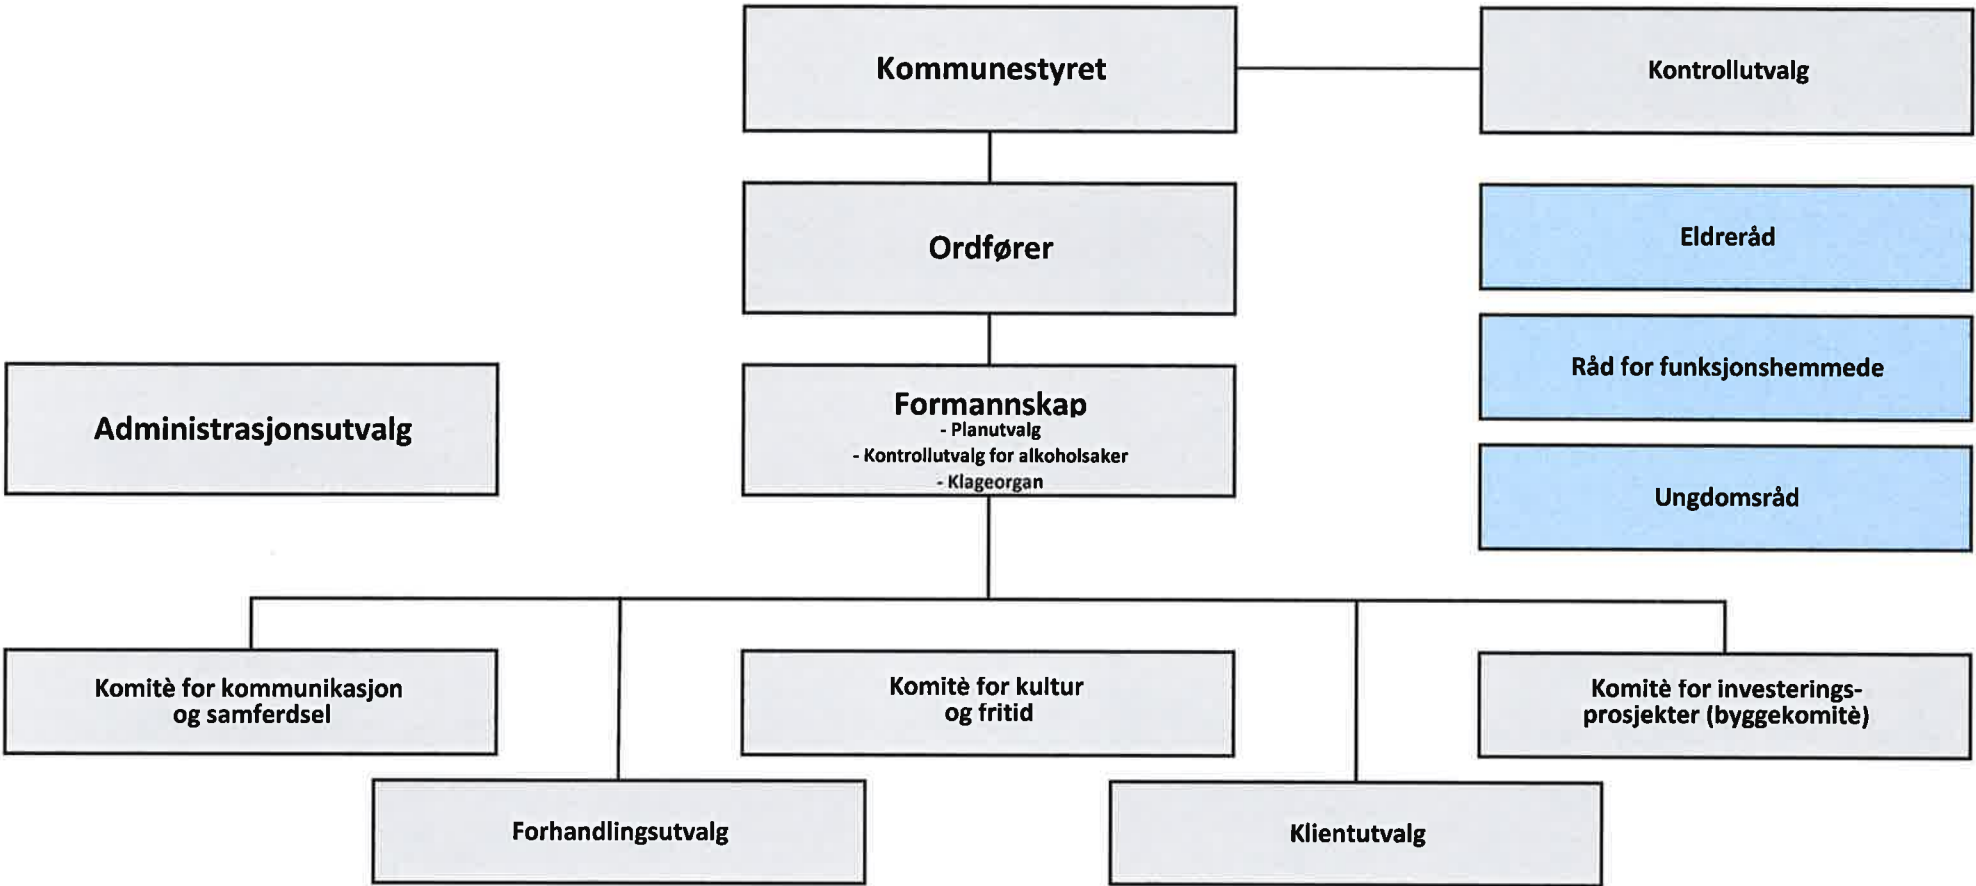 Kommunestyret
Kontrollutvalg
Ordfører
Eldreråd
Råd for funksjonshemmede
Ungdomsråd
Administrasjonsutvalg
Formannskap
- Planutvalg
- Kontrollutvalg for alkoholsaker
- Klageorgan
Komitè for kommunikasjon
og samferdsel
Komitè for kultur
og fritid
Komitè for investerings-
prosjekter (byggekomitè)
Forhandlingsutvalg
Klientutvalg